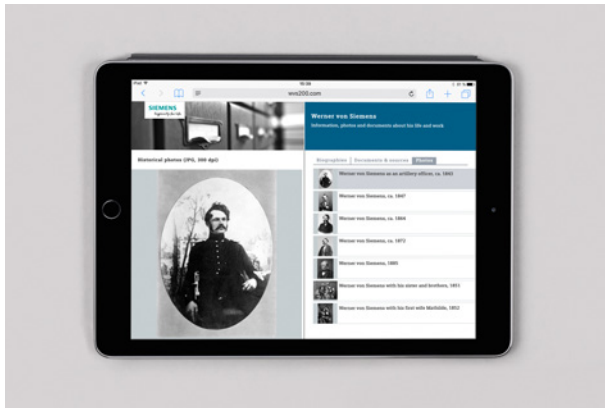 iPad
wvs200.com
SIEMENS
Werner von Siemens
Information, photos and documents about his life and work
Historical photos (JPG, 300 dpi)
Biographies | Documents & sources | Photos
Werner von Siemens as an artillery officer, ca. 1843
Werner von Siemens, ca. 1847
Werner von Siemens, ca. 1864
Werner von Siemens, ca. 1872
Werner von Siemens, 1885
Werner von Siemens with his sister and brothers, 1851
Werner von Siemens with his first wife Mathilde, 1852